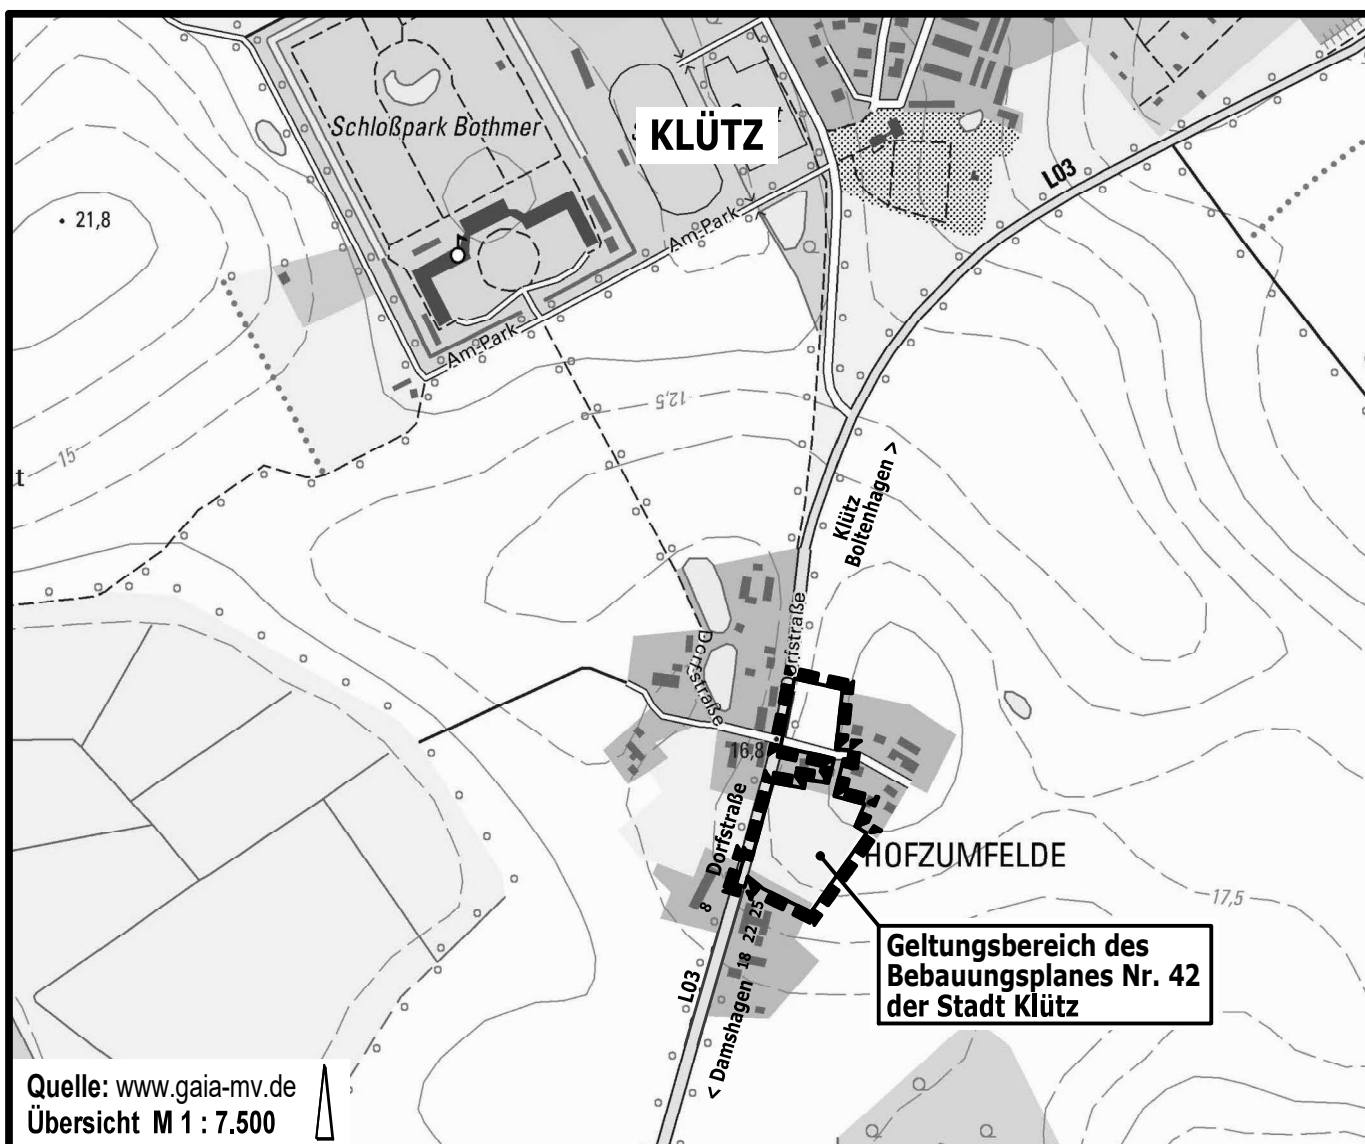 Schloßpark Bothmer
KLÜTZ
L03
21,8
Am-Park
Am-Park
12,5
15
t
Klütz
Boltenhagen >
Dorfstraße
Dorfstraße
16,8
Dorfstraße
HOFZUMFELDE
17,5
8
25
22
18
L03
< Damshagen
Geltungsbereich des
Bebauungsplanes Nr. 42
der Stadt Klütz
Quelle: www.gaia-mv.de
Übersicht M 1 : 7.500